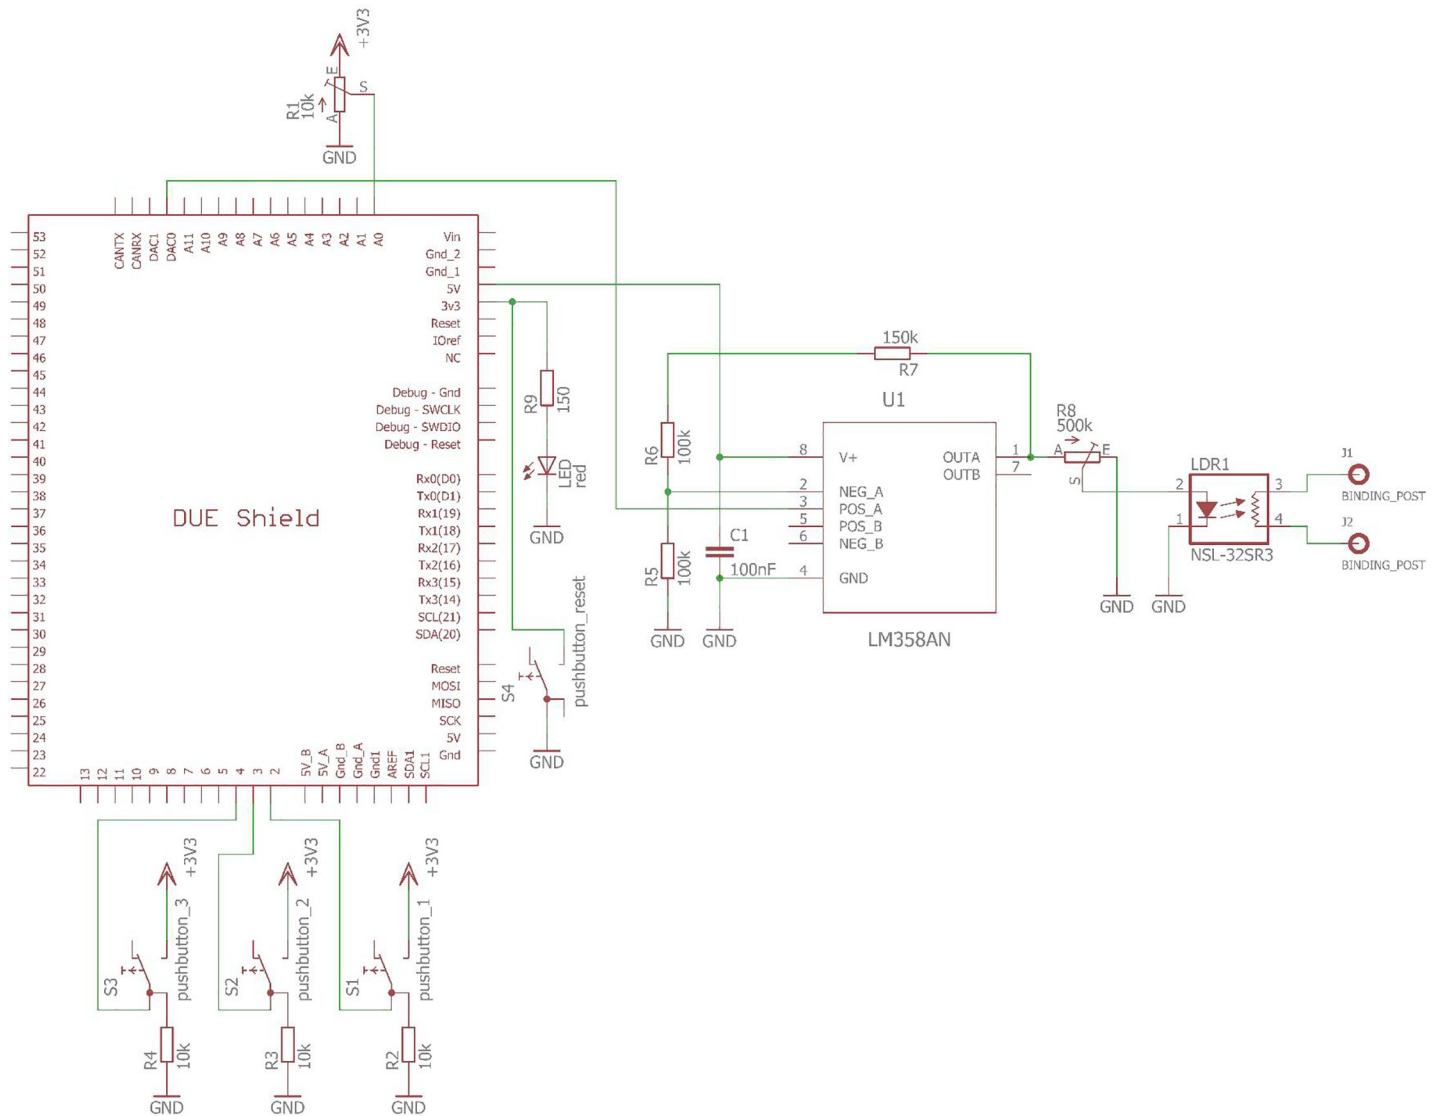 +3V3
E
S
R1
10k
A
GND
CANTX
CANRX
DAC1
DAC0
A11
A10
A9
A8
A7
A6
A5
A4
A3
A2
A1
A0
53
52
51
50
49
48
47
46
45
44
43
42
41
40
39
38
37
36
35
34
33
32
31
30
29
28
27
26
25
24
23
22
Vin
Gnd_2
Gnd_1
5V
3v3
Reset
IOref
NC
Debug - Gnd
Debug - SWCLK
Debug - SWDIO
Debug - Reset
Rx0(D0)
Tx0(D1)
Rx1(19)
Tx1(18)
Rx2(17)
Tx2(16)
Rx3(15)
Tx3(14)
SCL(21)
SDA(20)
Reset
MOSI
MISO
SCK
5V
Gnd
DUE Shield
13
12
11
10
9
8
7
6
5
4
3
2
5V_B
5V_A
Gnd_B
Gnd_A
Gnd1
AREF
SDA1
SCL1
R9
150
LED
red
GND
S4
pushbutton_reset
GND
150k
R7
R6
100k
R5
100k
GND
C1
100nF
GND
U1
8
2
3
5
6
4
V+
NEG_A
POS_A
POS_B
NEG_B
GND
OUTA
OUTB
1
7
LM358AN
R8
500k
A
E
S
GND
LDR1
2
1
3
4
NSL-32SR3
GND
J1
BINDING_POST
J2
BINDING_POST
+3V3
pushbutton_3
S3
R4
10k
GND
+3V3
pushbutton_2
S2
R3
10k
GND
+3V3
pushbutton_1
S1
R2
10k
GND